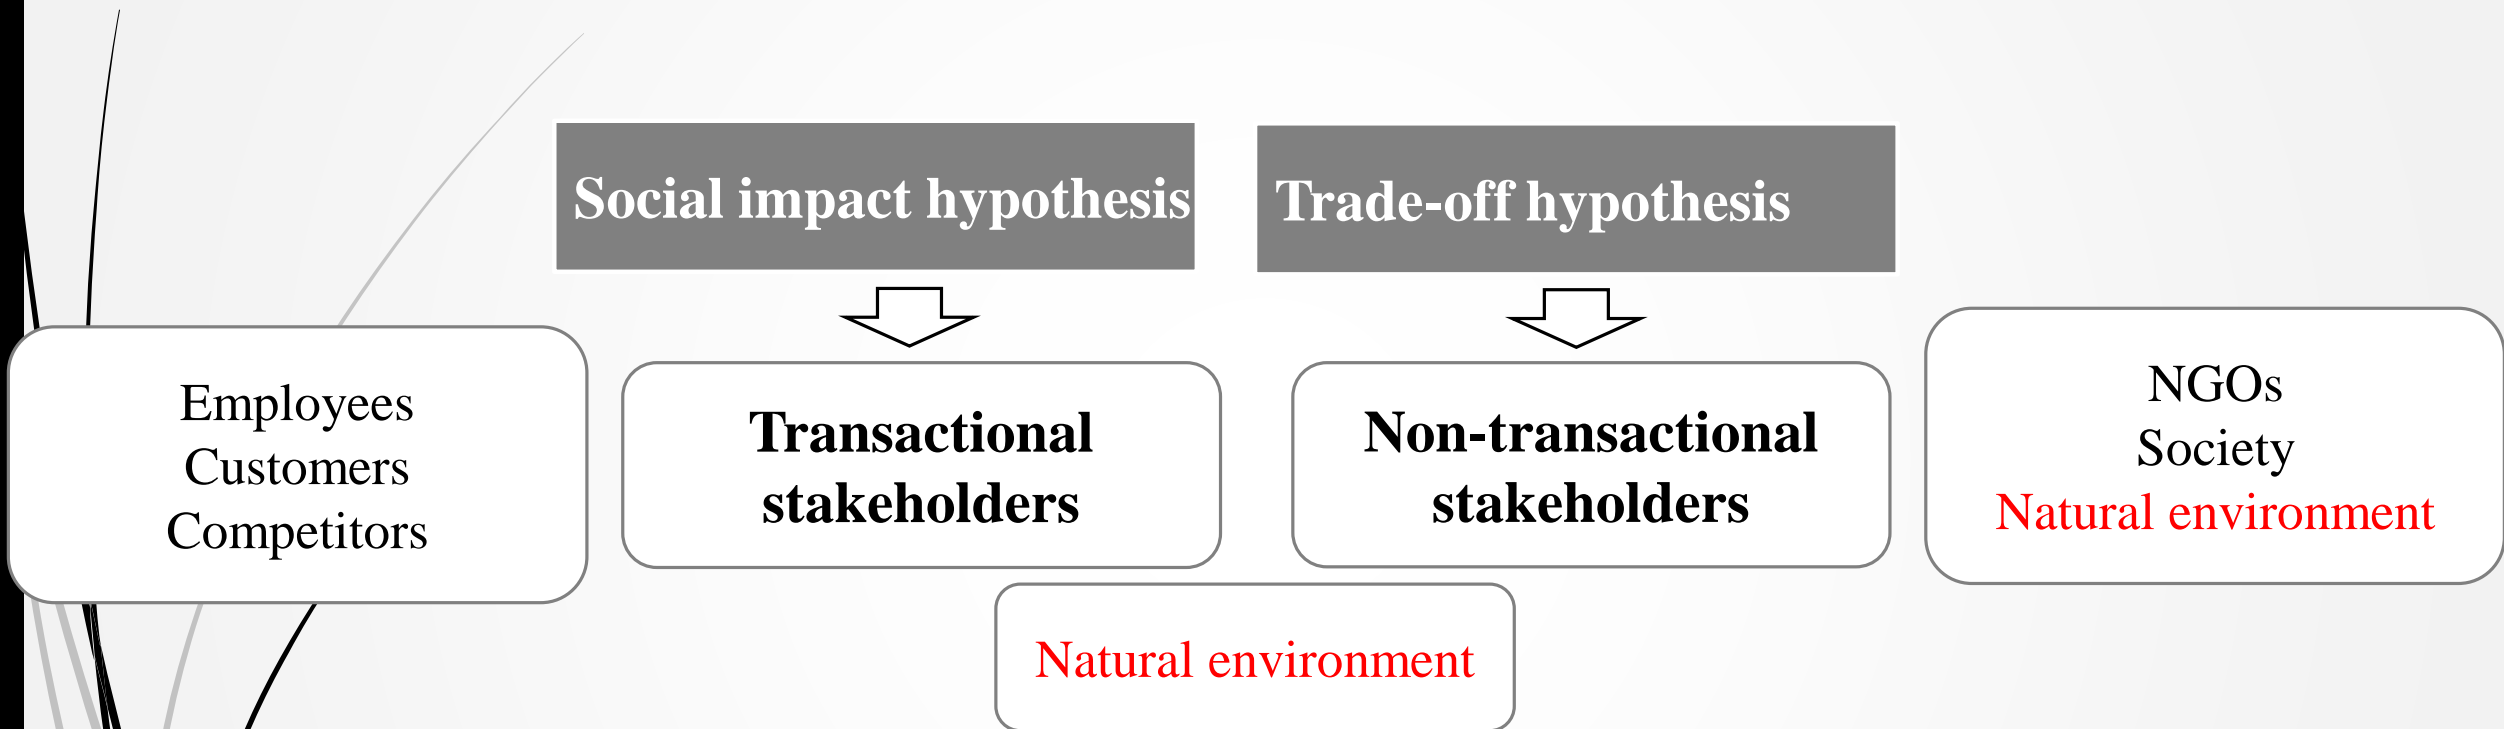 Social impact hypothesis
Trade-off hypothesis
Employees
Customers
Competitors
Transactional
stakeholders
Non-transactional
stakeholders
NGOs
Society
Natural environment
Natural environment